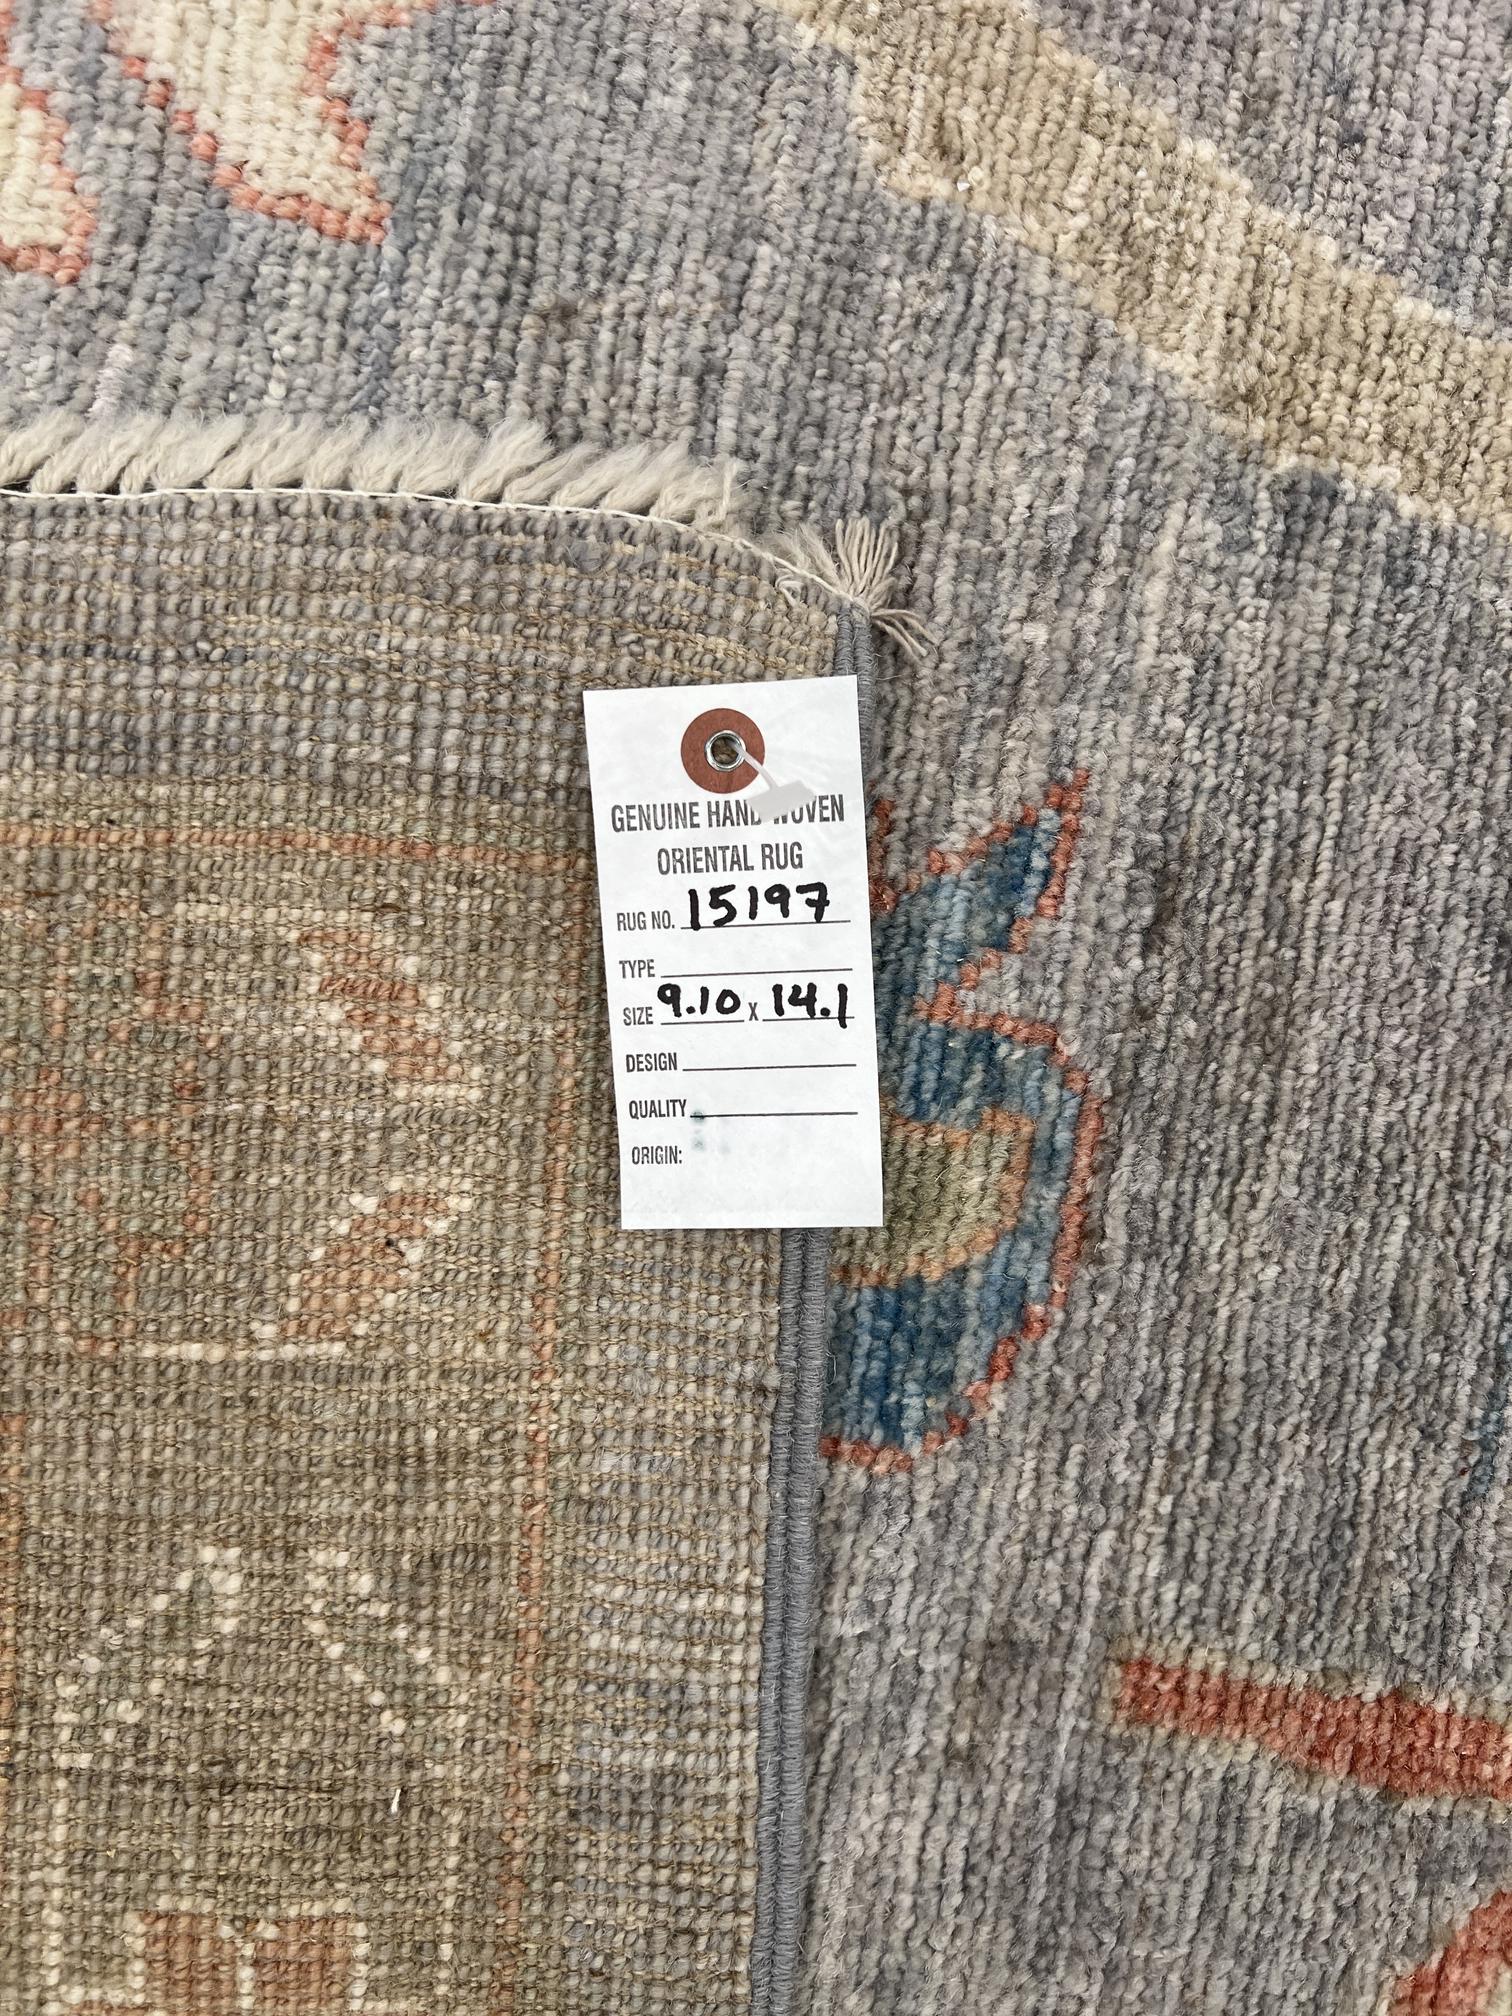 GENUINE HAND WOVEN
ORIENTAL RUG
RUG NO. 15197
TYPE
SIZE 9.10 X 14.1
DESIGN
QUALITY
ORIGIN: